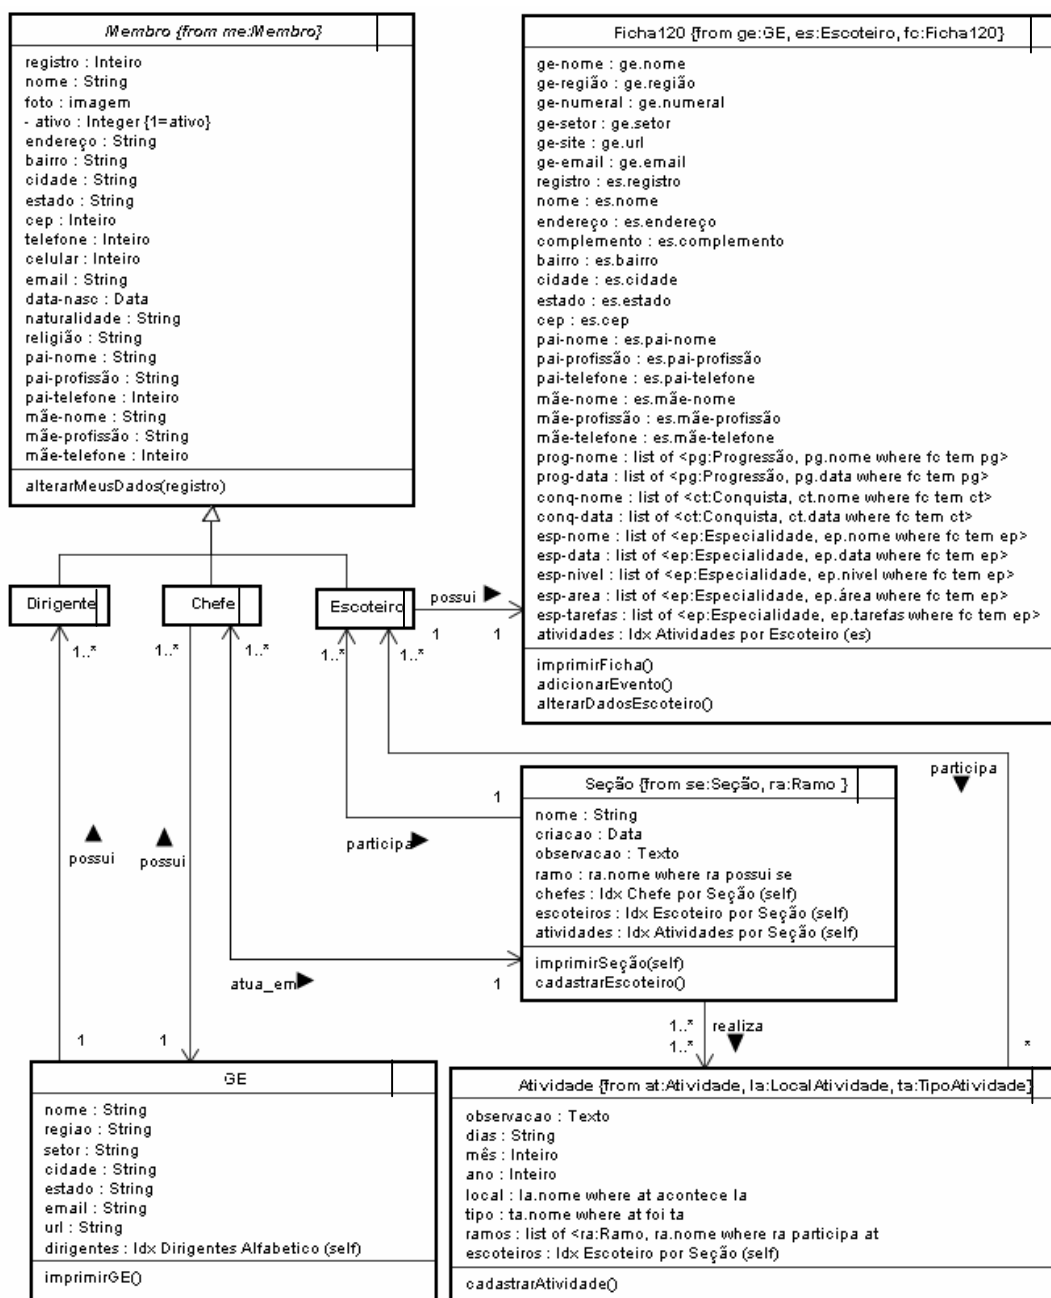 Membro {from me:Membro}
registro : Inteiro
nome : String
foto : imagem
- ativo : Integer {1=ativo}
endereço : String
bairro : String
cidade : String
estado : String
cep : Inteiro
telefone : Inteiro
celular : Inteiro
email : String
data-nasc : Data
naturalidade : String
religião : String
pai-nome : String
pai-profissão : String
pai-telefone : Inteiro
mãe-nome : String
mãe-profissão : String
mãe-telefone : Inteiro
alterarMeusDados(registro)
Ficha120 {from ge:GE, es:Escoteiro, fc:Ficha120}
ge-nome : ge.nome
ge-região : ge.região
ge-numeral : ge.numeral
ge-setor : ge.setor
ge-site : ge.url
ge-email : ge.email
registro : es.registro
nome : es.nome
endereço : es.endereço
complemento : es.complemento
bairro : es.bairro
cidade : es.cidade
estado : es.estado
cep : es.cep
pai-nome : es.pai-nome
pai-profissão : es.pai-profissão
pai-telefone : es.pai-telefone
mãe-nome : es.mãe-nome
mãe-profissão : es.mãe-profissão
mãe-telefone : es.mãe-telefone
prog-nome : list of <pg:Progressão, pg.nome where fc tem pg>
prog-data : list of <pg:Progressão, pg.data where fc tem pg>
conq-nome : list of <ct:Conquista, ct.nome where fc tem ct>
conq-data : list of <ct:Conquista, ct.data where fc tem ct>
esp-nome : list of <ep:Especialidade, ep.nome where fc tem ep>
esp-data : list of <ep:Especialidade, ep.data where fc tem ep>
esp-nivel : list of <ep:Especialidade, ep.nivel where fc tem ep>
esp-area : list of <ep:Especialidade, ep.área where fc tem ep>
esp-tarefas : list of <ep:Especialidade, ep.tarefas where fc tem ep>
atividades : Idx Atividades por Escoteiro (es)
imprimirFicha()
adicionarEvento()
alterarDadosEscoteiro()
Dirigente
Chefe
Escoteiro
possui
1
1
1..*
1..*
1..*
1..*
1..*
participa
Seção {from se:Seção, ra:Ramo }
nome : String
criacao : Data
observacao : Texto
ramo : ra.nome where ra possui se
chefes : Idx Chefe por Seção (self)
escoteiros : Idx Escoteiro por Seção (self)
atividades : Idx Atividades por Seção (self)
imprimirSeção(self)
cadastrarEscoteiro()
1
participa
possui
possui
atua_em
1
1..*
realiza
1..*
*
1
1
GE
nome : String
regiao : String
setor : String
cidade : String
estado : String
email : String
url : String
dirigentes : Idx Dirigentes Alfabetico (self)
imprimirGE()
Atividade {from at:Atividade, la:LocalAtividade, ta:TipoAtividade}
observacao : Texto
dias : String
mês : Inteiro
ano : Inteiro
local : la.nome where at acontece la
tipo : ta.nome where at foi ta
ramos : list of <ra:Ramo, ra.nome where ra participa at
escoteiros : Idx Escoteiro por Seção (self)
cadastrarAtividade()